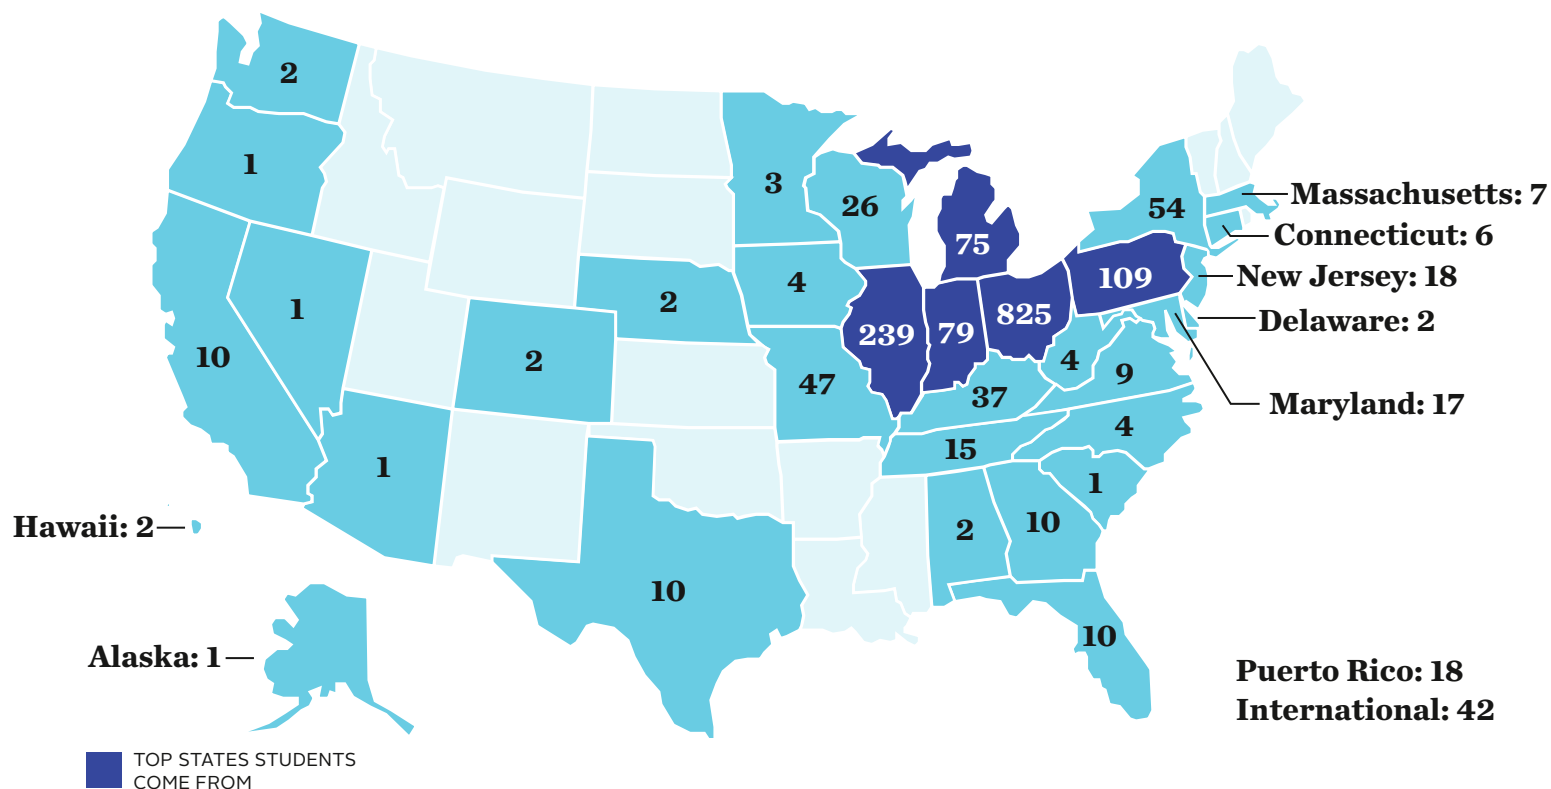 2
1
10
1
1
2
2
3
4
47
26
239
75
79
825
109
54
4
9
37
15
4
1
2
10
10
10
Massachusetts: 7
Connecticut: 6
New Jersey: 18
Delaware: 2
Maryland: 17
Hawaii: 2
Alaska: 1
Puerto Rico: 18
International: 42
TOP STATES STUDENTS
COME FROM